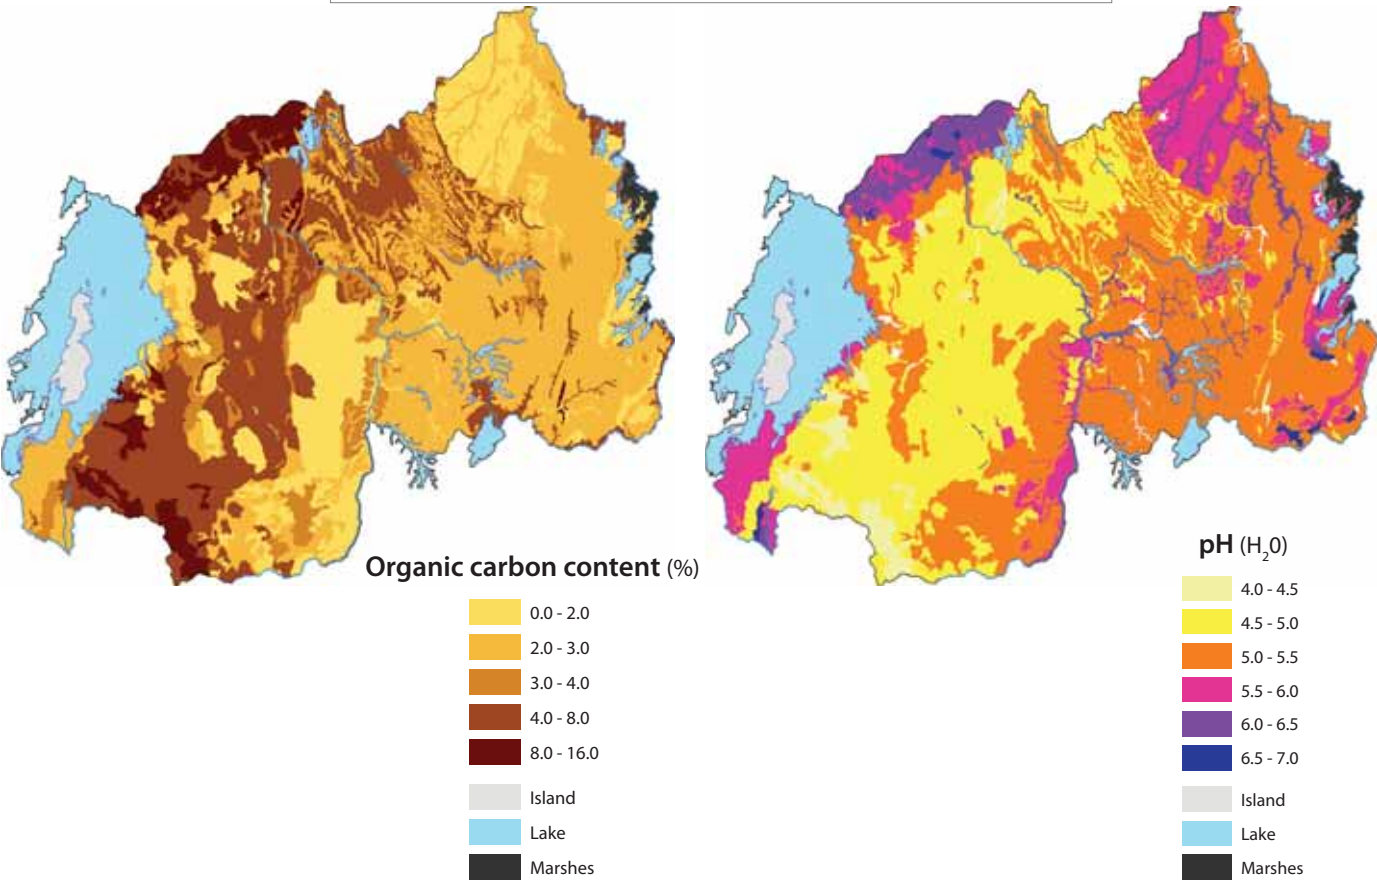 Organic carbon content (%)
0.0 - 2.0
2.0 - 3.0
3.0 - 4.0
4.0 - 8.0
8.0 - 16.0
Island
Lake
Marshes
pH (H₂0)
4.0 - 4.5
4.5 - 5.0
5.0 - 5.5
5.5 - 6.0
6.0 - 6.5
6.5 - 7.0
Island
Lake
Marshes